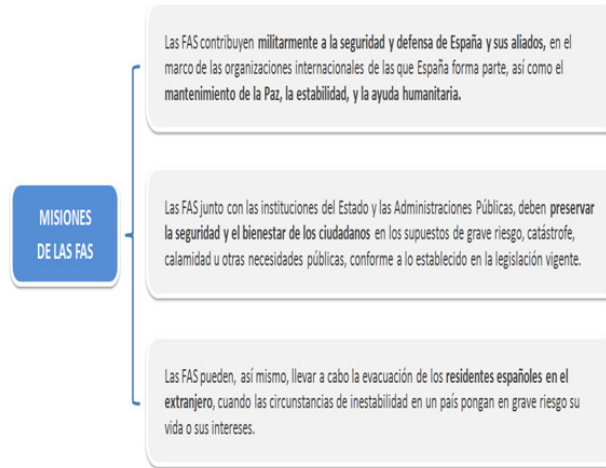 MISIONES
DE LAS FAS
Las FAS contribuyen militarmente a la seguridad y defensa de España y sus aliados, en el
marco de las organizaciones internacionales de las que España forma parte, así como el
mantenimiento de la Paz, la estabilidad, y la ayuda humanitaria.
Las FAS junto con las instituciones del Estado y las Administraciones Públicas, deben preservar
la seguridad y el bienestar de los ciudadanos en los supuestos de grave riesgo, catástrofe,
calamidad u otras necesidades públicas, conforme a lo establecido en la legislación vigente.
Las FAS pueden, así mismo, llevar a cabo la evacuación de los residentes españoles en el
extranjero, cuando las circunstancias de inestabilidad en un país pongan en grave riesgo su
vida o sus intereses.